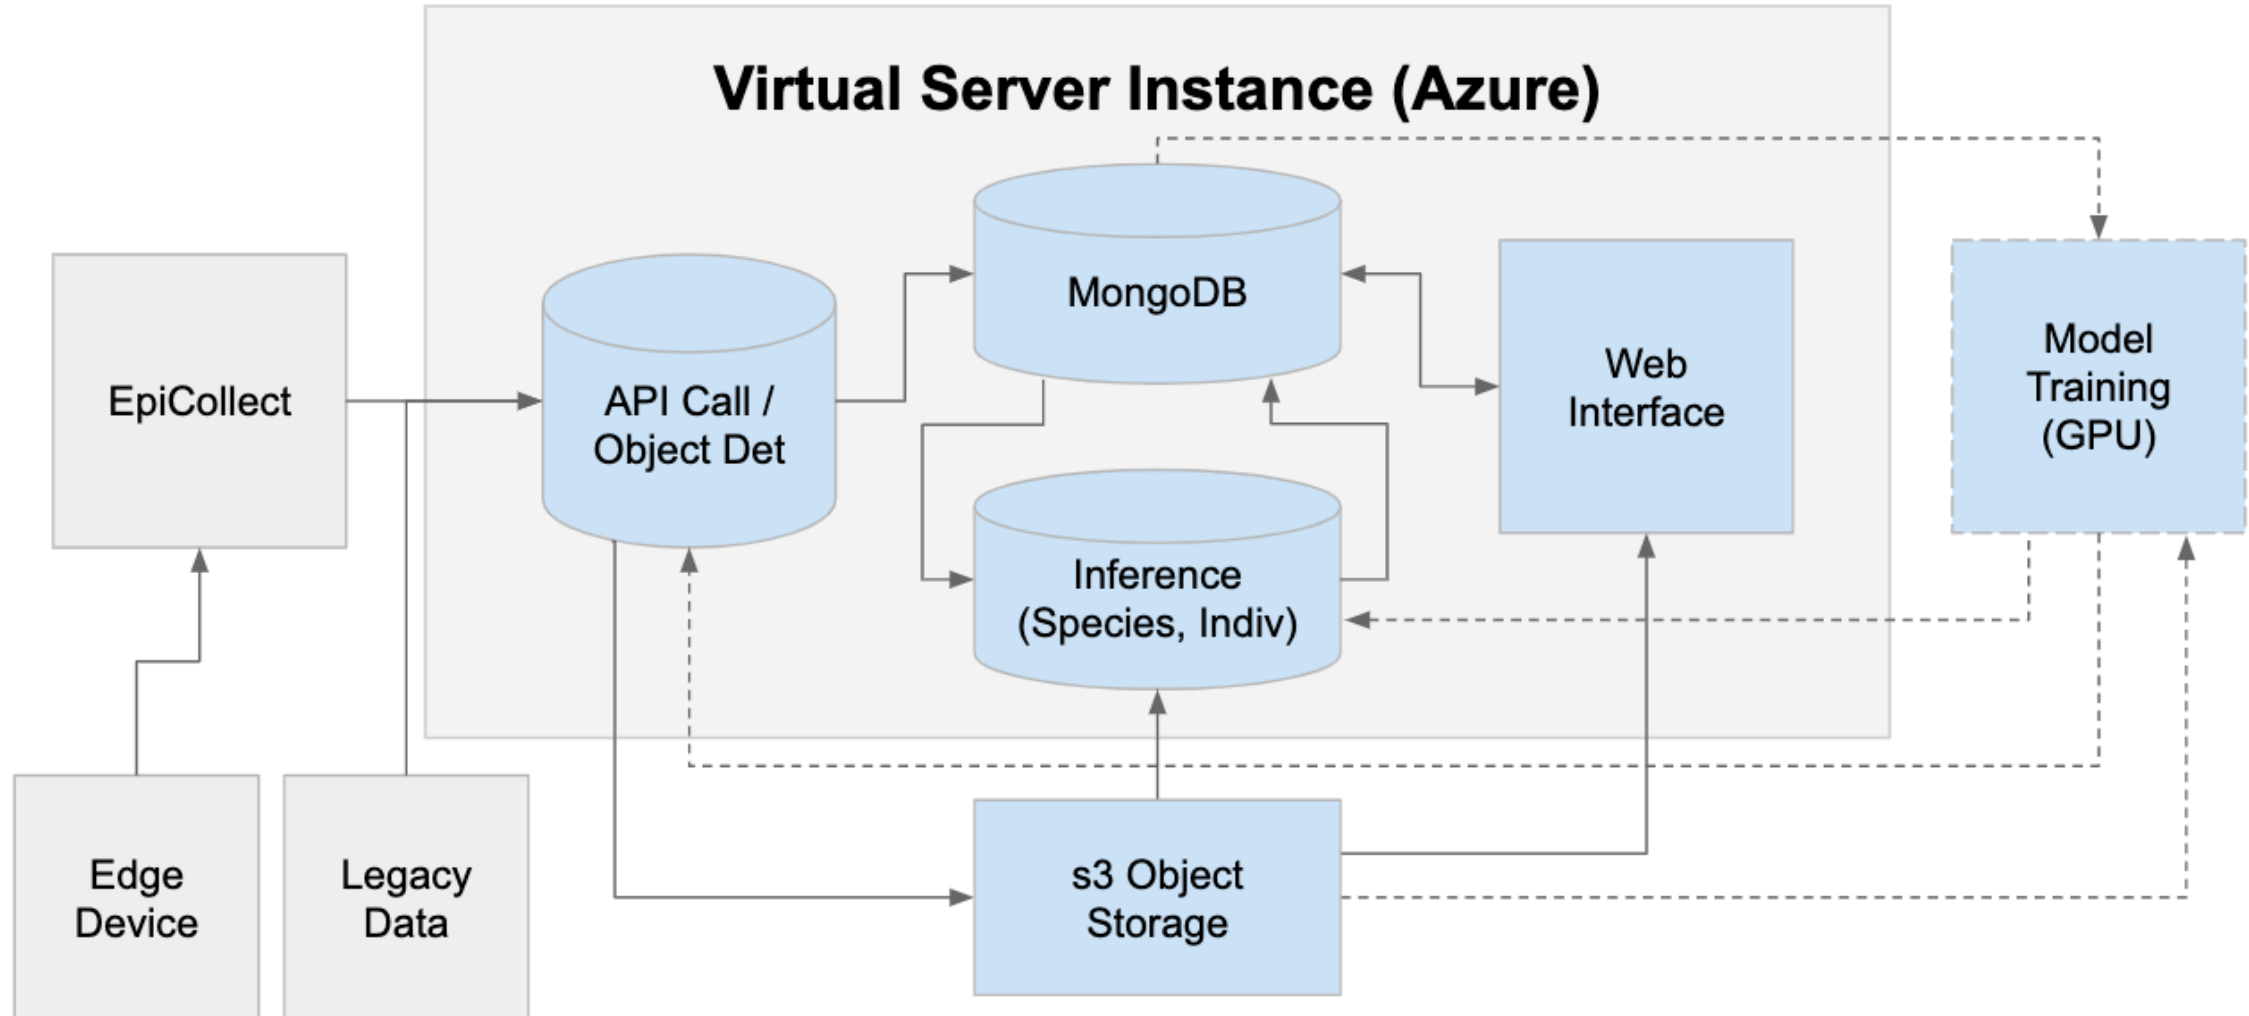 Virtual Server Instance (Azure)
EpiCollect
API Call /
Object Det
MongoDB
Inference
(Species, Indiv)
Web
Interface
Model
Training
(GPU)
Edge
Device
Legacy
Data
s3 Object
Storage